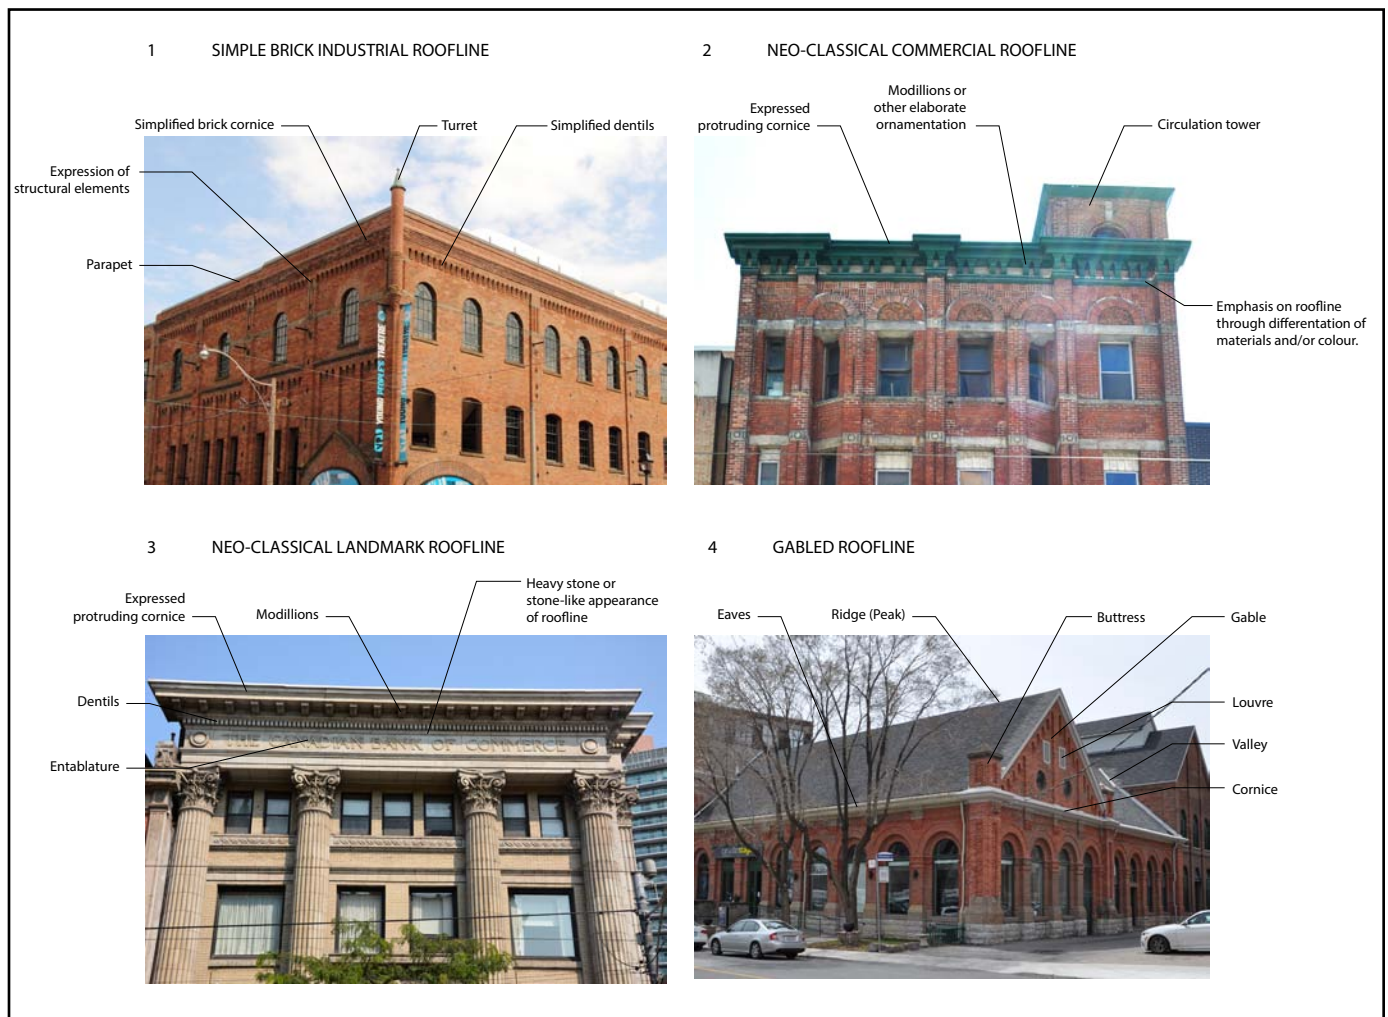 1 SIMPLE BRICK INDUSTRIAL ROOFLINE
Simplified brick cornice
Turret
Simplified dentils
Expression of
structural elements
Parapet
YOUNG PEOPLE'S THEATRE
2 NEO-CLASSICAL COMMERCIAL ROOFLINE
Expressed
protruding cornice
Modillions or
other elaborate
ornamentation
Circulation tower
Emphasis on roofline
through differentation of
materials and/or colour.
3 NEO-CLASSICAL LANDMARK ROOFLINE
Expressed
protruding cornice
Modillions
Heavy stone or
stone-like appearance
of roofline
Dentils
Entablature
THE CANADIAN BANK OF COMMERCE
4 GABLED ROOFLINE
Eaves
Ridge (Peak)
Buttress
Gable
Louvre
Valley
Cornice